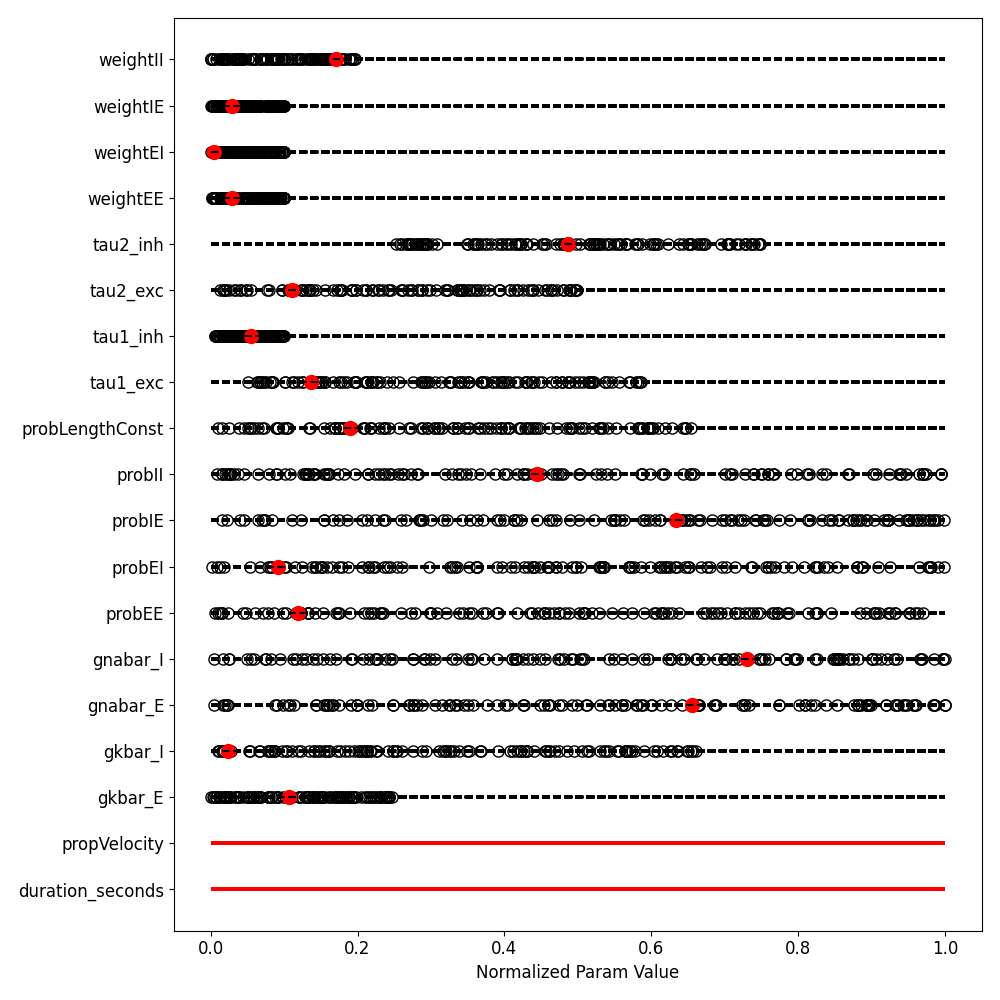 weightII
weightIE
weightEI
weightEE
tau2_inh
tau2_exc
tau1_inh
tau1_exc
probLengthConst
probII
probIE
probEI
probEE
gnabar_I
gnabar_E
gkbar_I
gkbar_E
propVelocity
duration_seconds
0.0 0.2 0.4 0.6 0.8 1.0
Normalized Param Value